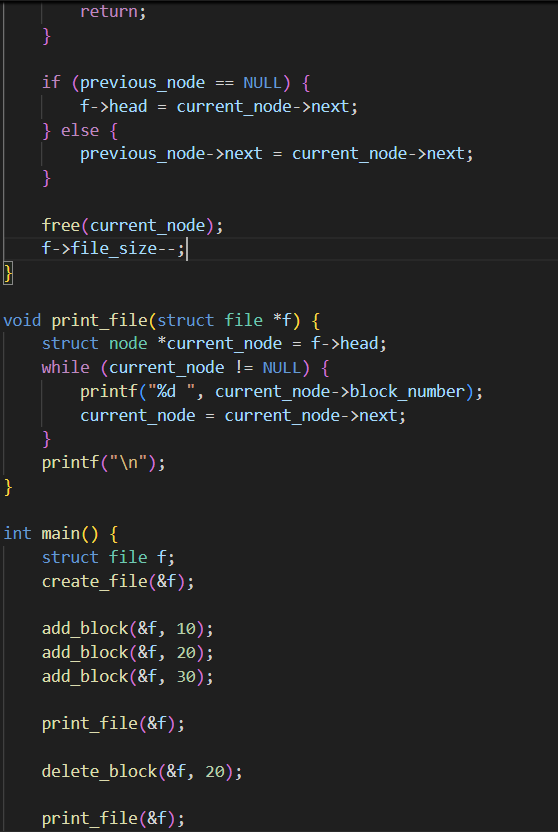 return;
    }

    if (previous_node == NULL) {
        f->head = current_node->next;
    } else {
        previous_node->next = current_node->next;
    }

    free(current_node);
    f->file_size--;
}

void print_file(struct file *f) {
    struct node *current_node = f->head;
    while (current_node != NULL) {
        printf("%d ", current_node->block_number);
        current_node = current_node->next;
    }
    printf("\n");
}

int main() {
    struct file f;
    create_file(&f);

    add_block(&f, 10);
    add_block(&f, 20);
    add_block(&f, 30);

    print_file(&f);

    delete_block(&f, 20);

    print_file(&f);